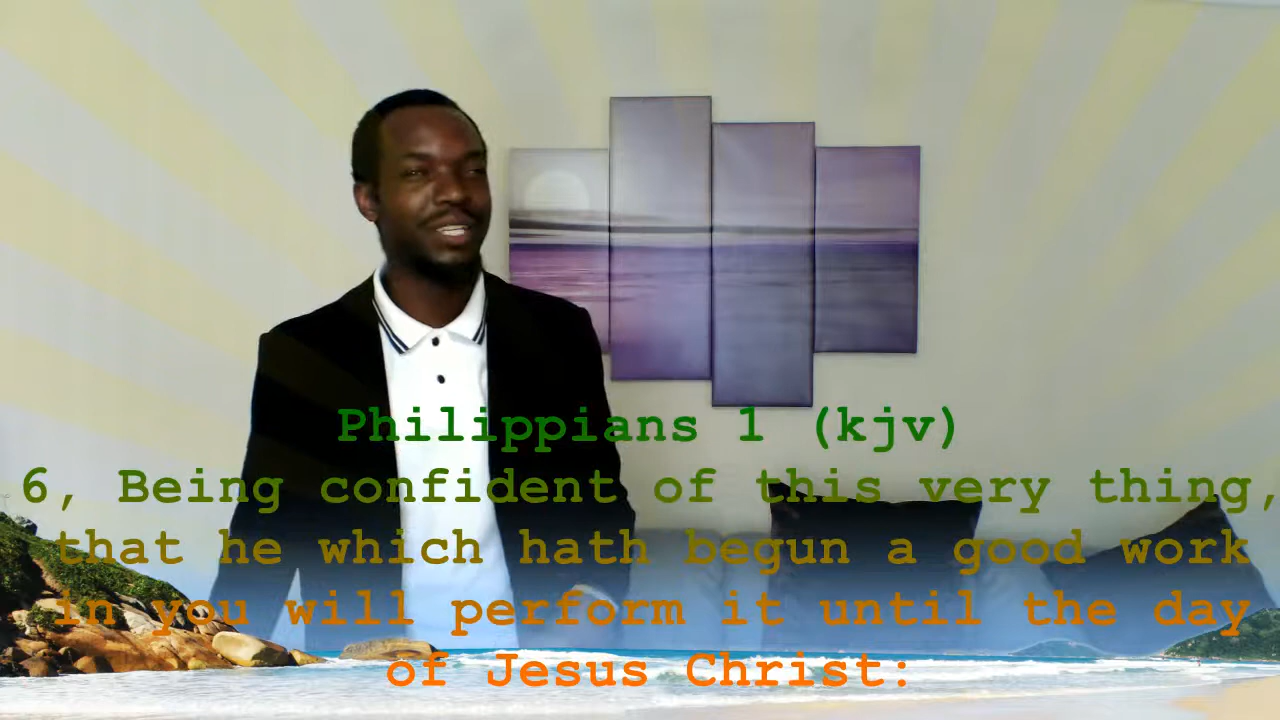 Philippians 1 (kjv)
6, Being confident of this very thing,
that he which hath begun a good work
in you will perform it until the day
of Jesus Christ: